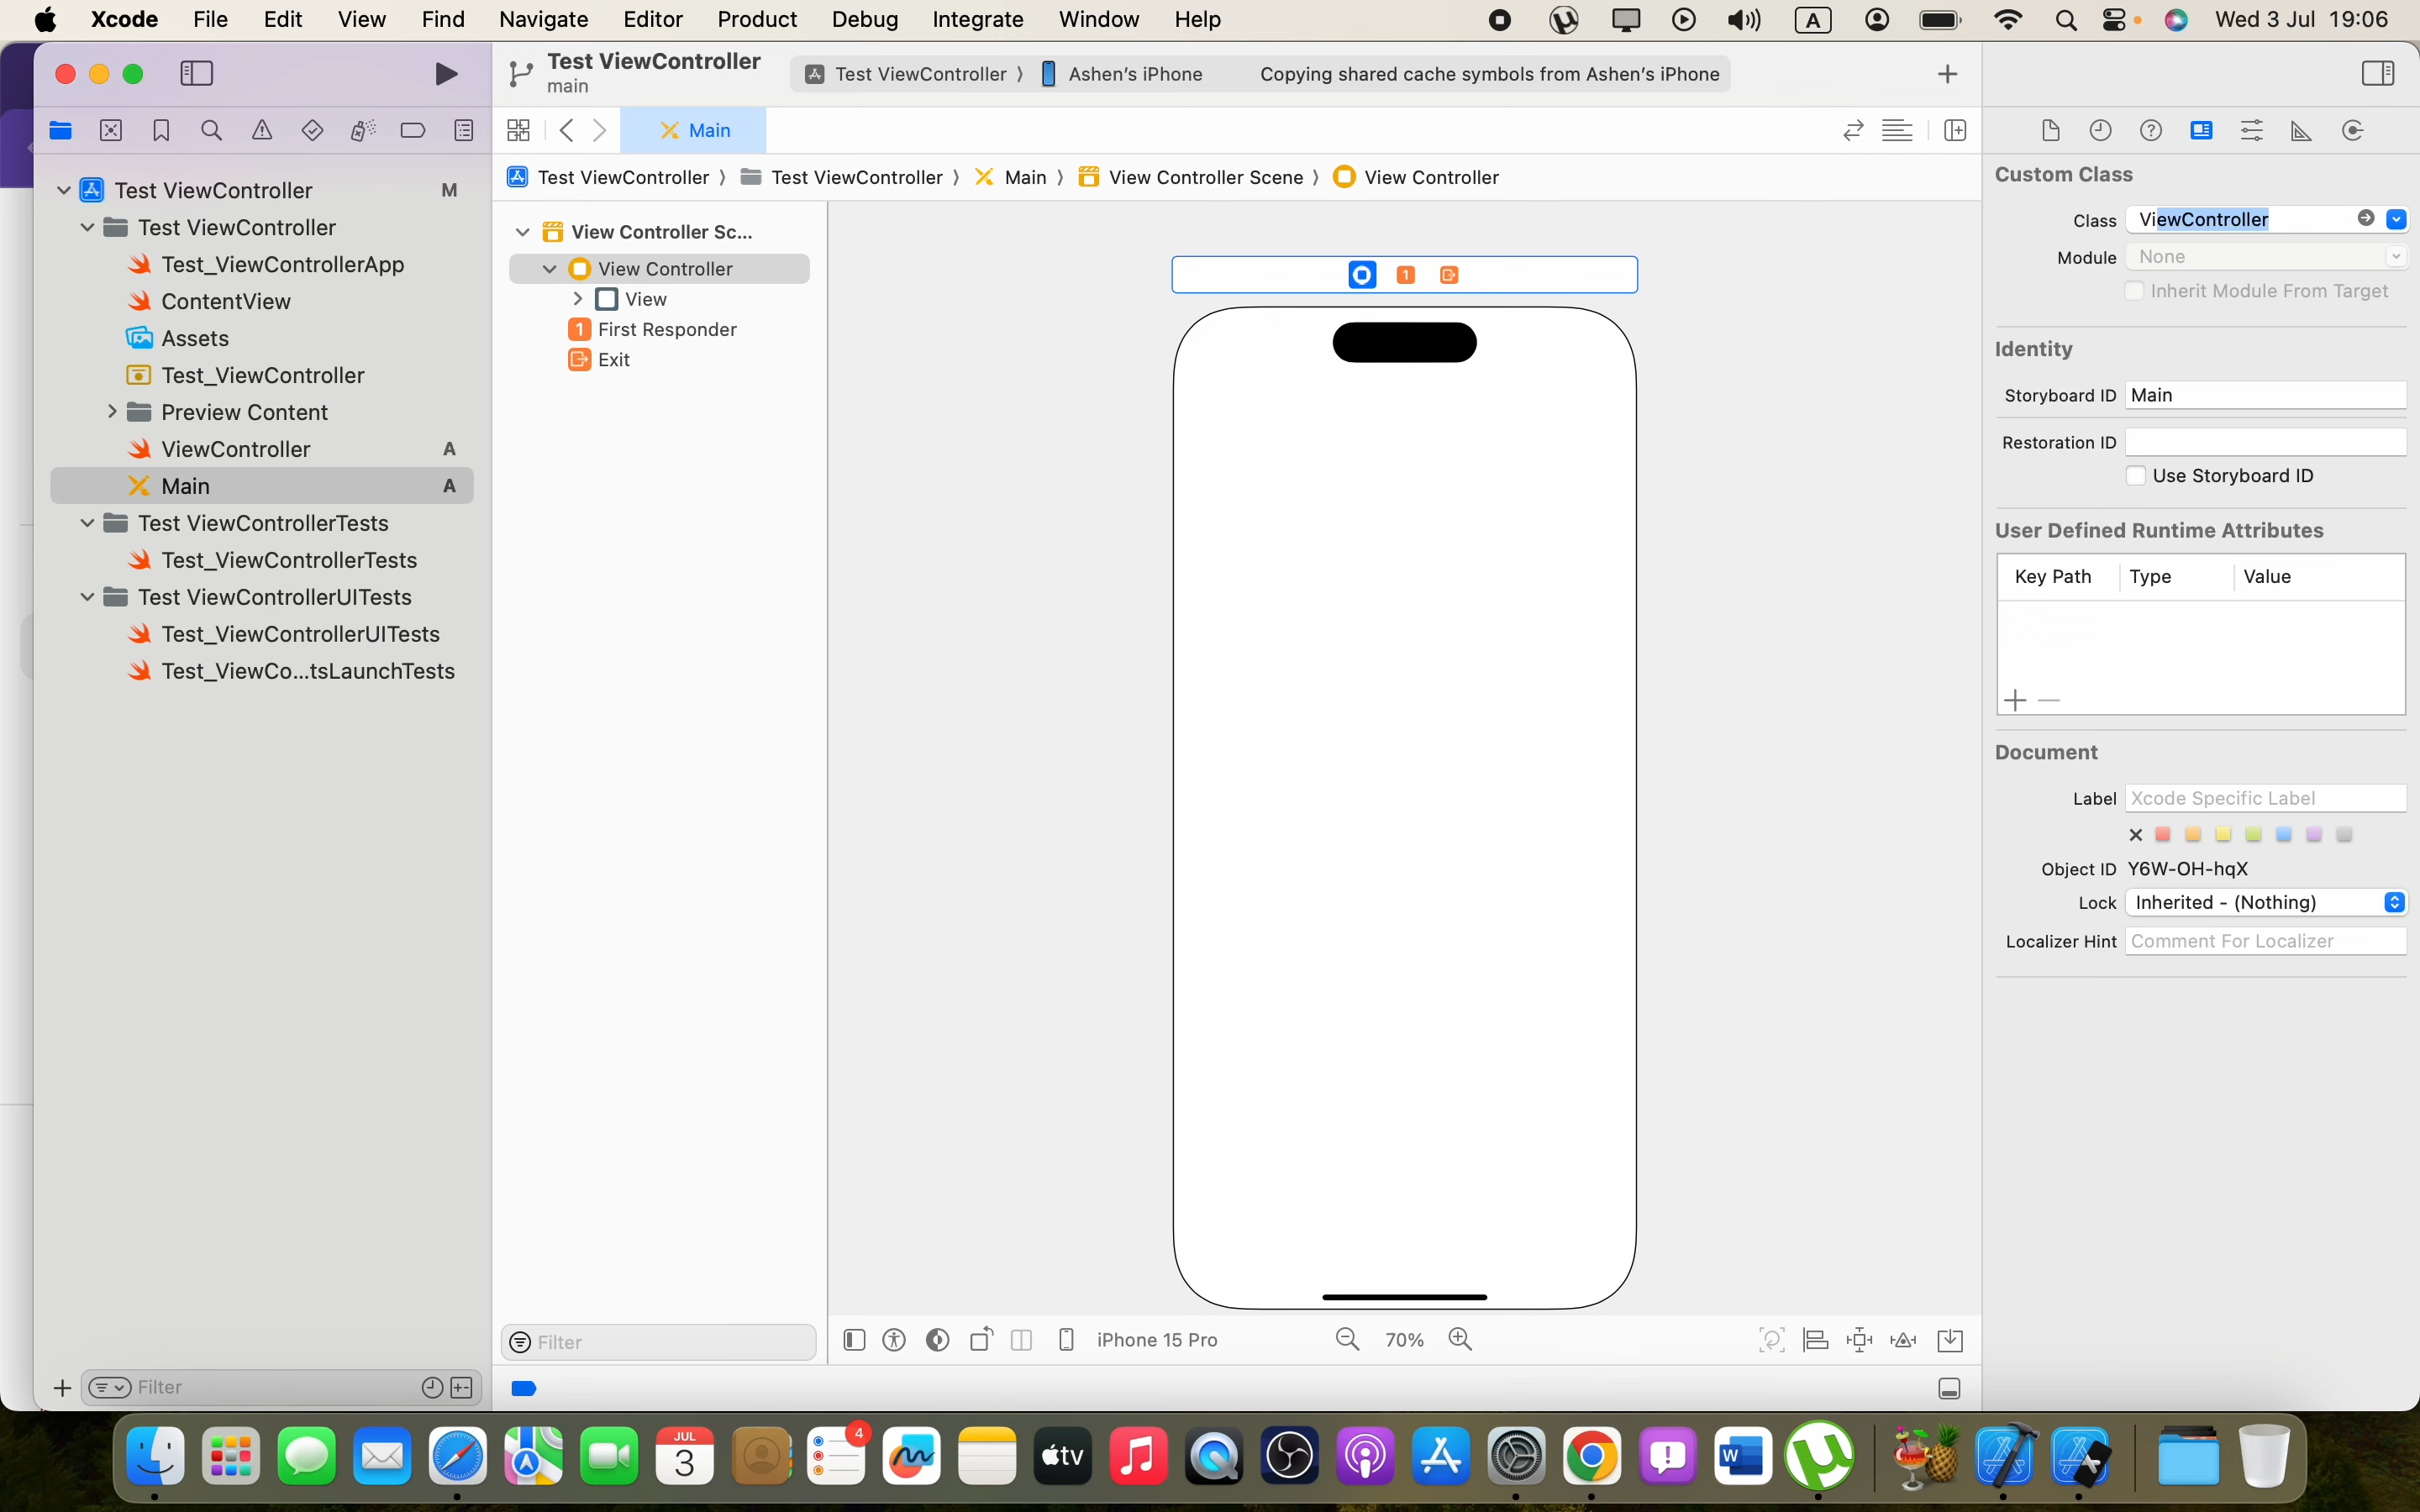 Xcode File Edit View Find Navigate Editor Product Debug Integrate Window Help A Wed 3 Jul 19:06
Test ViewController
main
Test ViewController Ashen's iPhone Copying shared cache symbols from Ashen's iPhone
Main
Test ViewController Test ViewController Main View Controller Scene View Controller
Test ViewController M
Test ViewController
Test_ViewControllerApp
ContentView
Assets
Test_ViewController
Preview Content
ViewController A
Main A
Test ViewControllerTests
Test_ViewControllerTests
Test ViewControllerUITests
Test_ViewControllerUITests
Test_ViewCo...tsLaunchTests
Filter
View Controller Sc...
View Controller
View
1 First Responder
Exit
Filter
1
iPhone 15 Pro 70%
Custom Class
Class ViewController
Module None
Inherit Module From Target
Identity
Storyboard ID Main
Restoration ID
Use Storyboard ID
User Defined Runtime Attributes
Key Path Type Value
Document
Label Xcode Specific Label
Object ID Y6W-OH-hqX
Lock Inherited - (Nothing)
Localizer Hint Comment For Localizer
JUL
3
4
tv
W